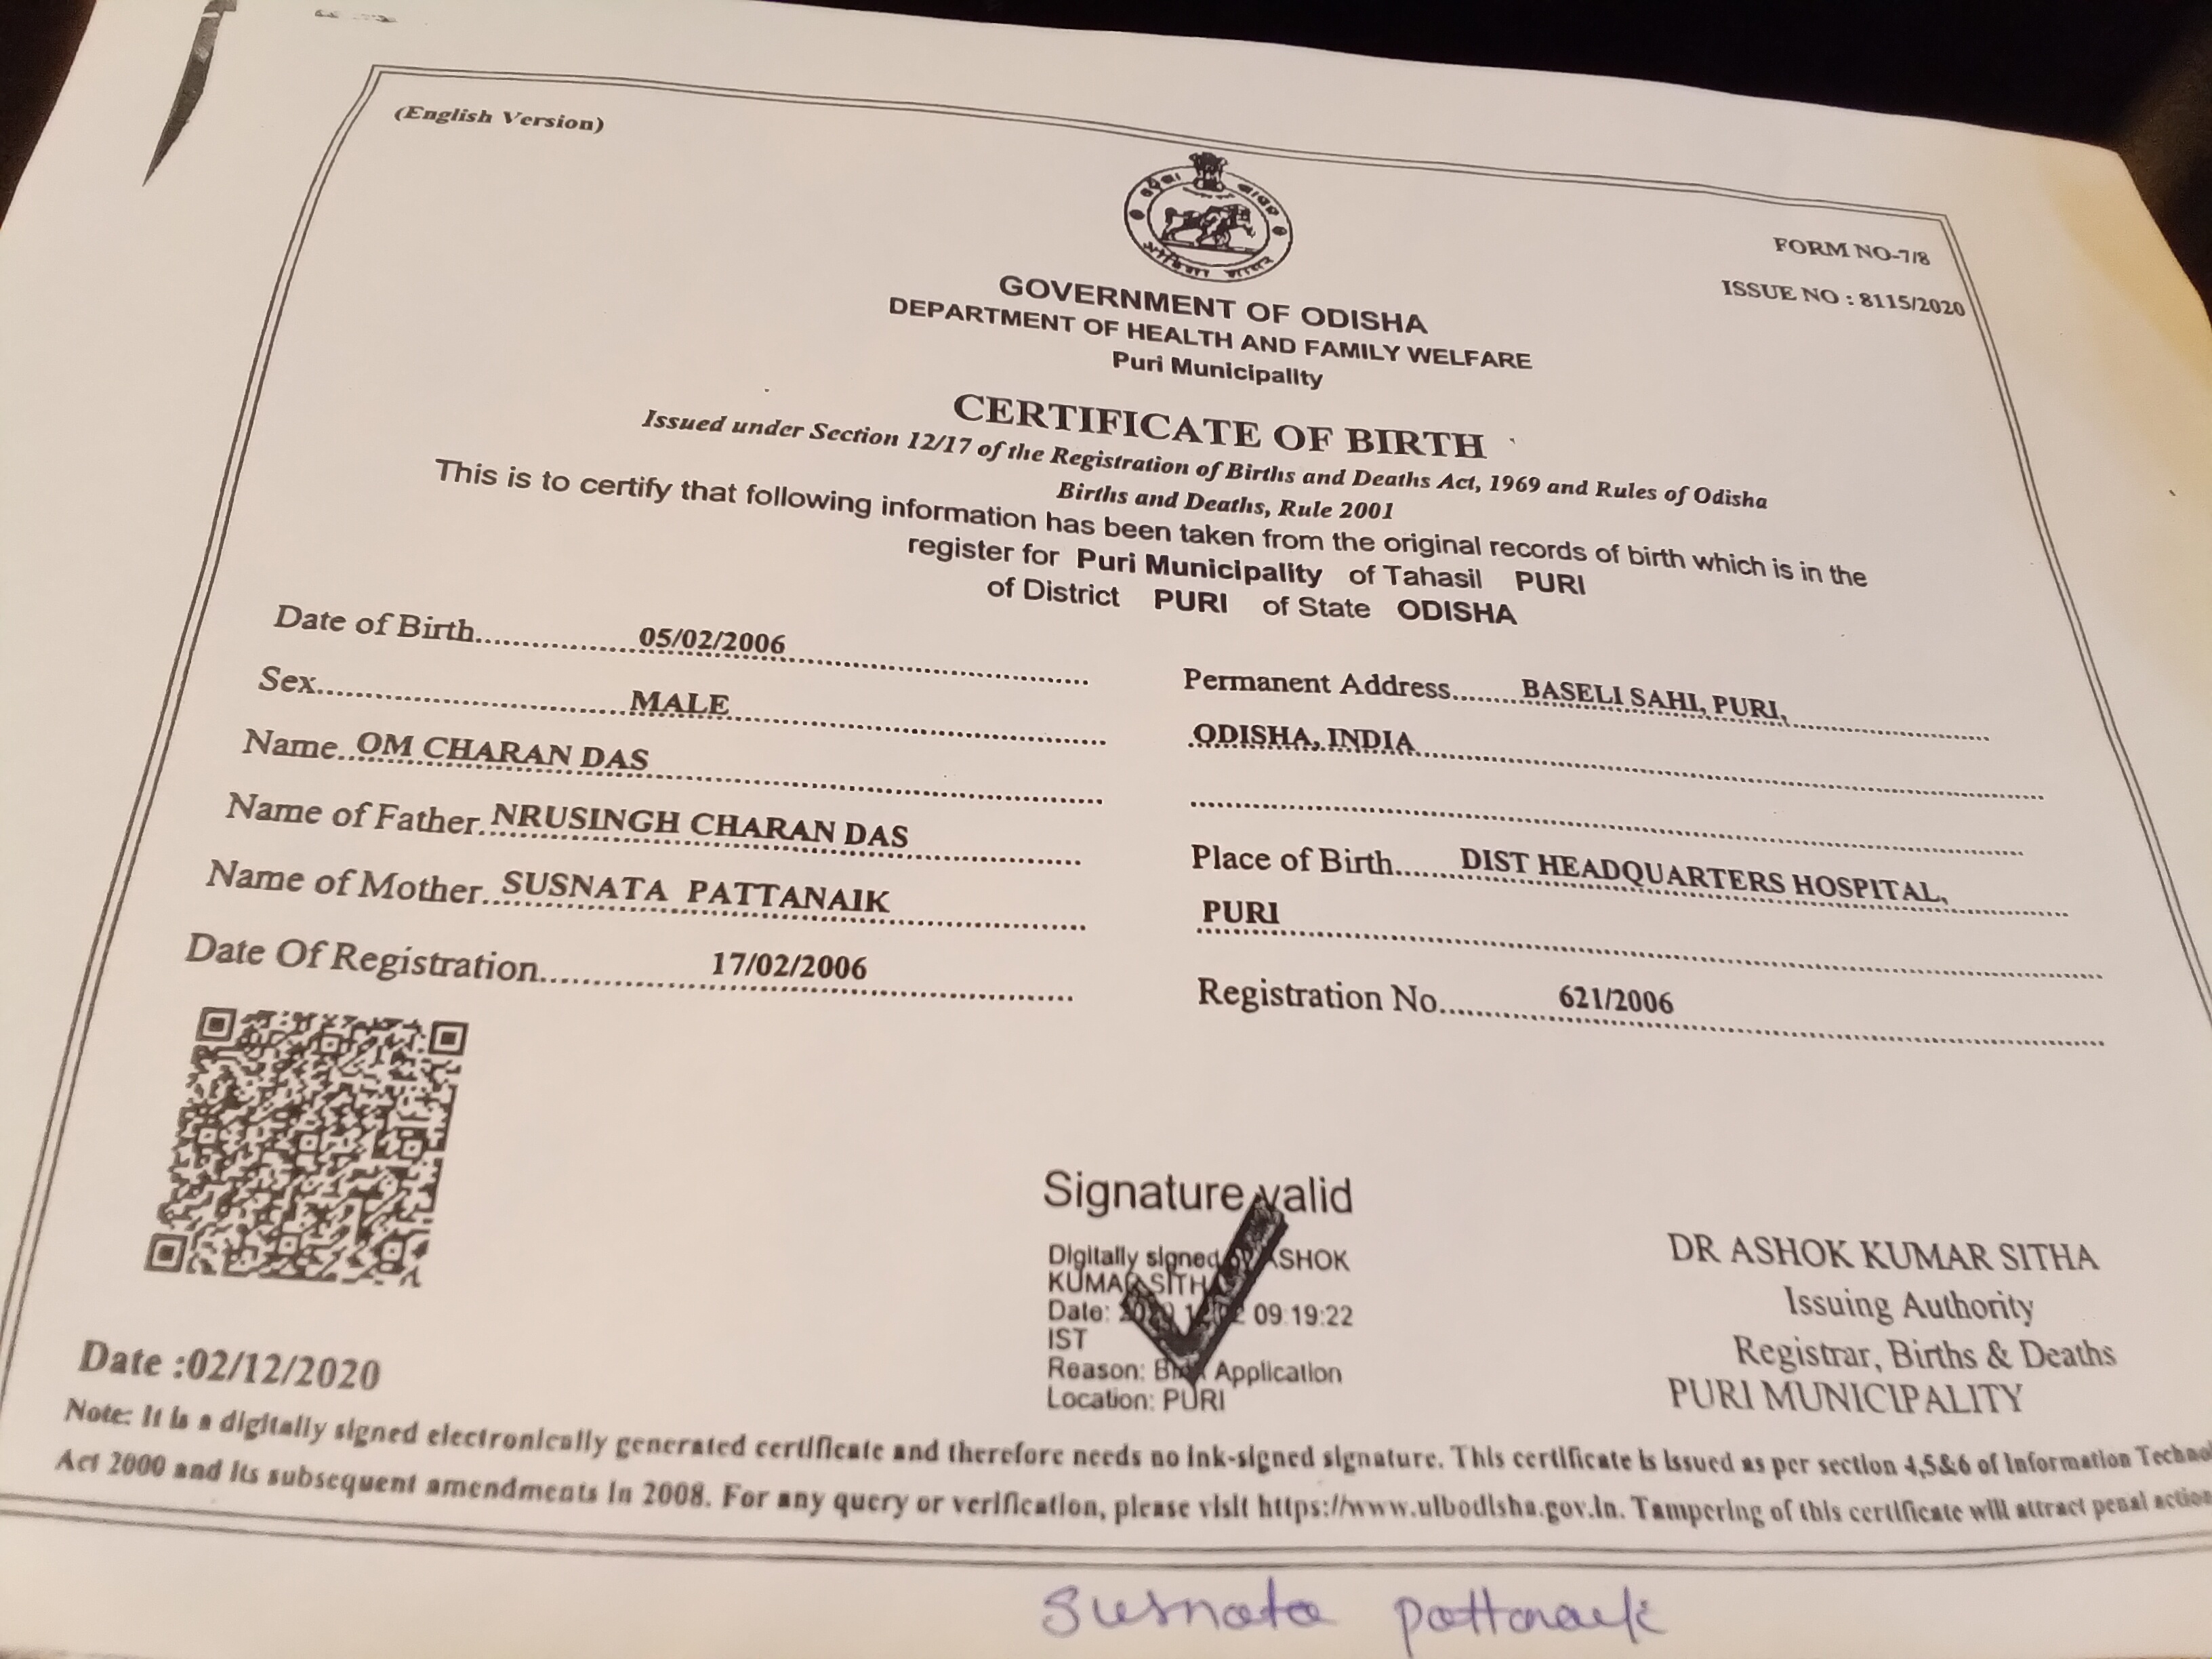 (English Version)
FORM NO-7/8
ISSUE NO : 8115/2020
GOVERNMENT OF ODISHA
DEPARTMENT OF HEALTH AND FAMILY WELFARE
Puri Municipality
CERTIFICATE OF BIRTH
Issued under Section 12/17 of the Registration of Births and Deaths Act, 1969 and Rules of Odisha
Births and Deaths, Rule 2001
This is to certify that following information has been taken from the original records of birth which is in the
register for Puri Municipality of Tahasil PURI
of District PURI of State ODISHA
Date of Birth 05/02/2006
Sex MALE
Name OM CHARAN DAS
Name of Father NRUSINGH CHARAN DAS
Name of Mother SUSNATA PATTANAIK
Date Of Registration 17/02/2006
Permanent Address BASELI SAHI, PURI,
ODISHA, INDIA
Place of Birth DIST HEADQUARTERS HOSPITAL,
PURI
Registration No. 621/2006
Signature valid
Digitally signed by ASHOK
KUMAR SITHA
Date: 09:19:22
IST
Reason: Application
Location: PURI
DR ASHOK KUMAR SITHA
Issuing Authority
Registrar, Births & Deaths
PURI MUNICIPALITY
Date :02/12/2020
Note: It is a digitally signed electronically generated certificate and therefore needs no ink-signed signature. This certificate is issued as per section 4,5&6 of Information Technol
Act 2000 and its subsequent amendments in 2008. For any query or verification, please visit https://www.ulbodisha.gov.in. Tampering of this certificate will attract penal action
Susnata pattanaik